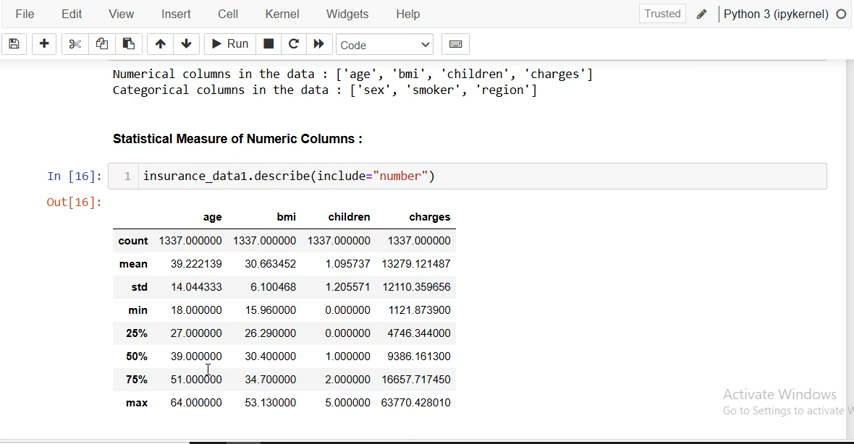 File Edit View Insert Cell Kernel Widgets Help Trusted Python 3 (ipykernel)
Run Code
Numerical columns in the data : ['age', 'bmi', 'children', 'charges']
Categorical columns in the data : ['sex', 'smoker', 'region']
Statistical Measure of Numeric Columns :
In [16]: 1 insurance_data1.describe(include="number")
Out[16]:
age bmi children charges
count 1337.000000 1337.000000 1337.000000 1337.000000
mean 39.222139 30.663452 1.095737 13279.121487
std 14.044333 6.100468 1.205571 12110.359656
min 18.000000 15.960000 0.000000 1121.873900
25% 27.000000 26.290000 0.000000 4746.344000
50% 39.000000 30.400000 1.000000 9386.161300
75% 51.000000 34.700000 2.000000 16657.717450
max 64.000000 53.130000 5.000000 63770.428010
Activate Windows
Go to Settings to activate W